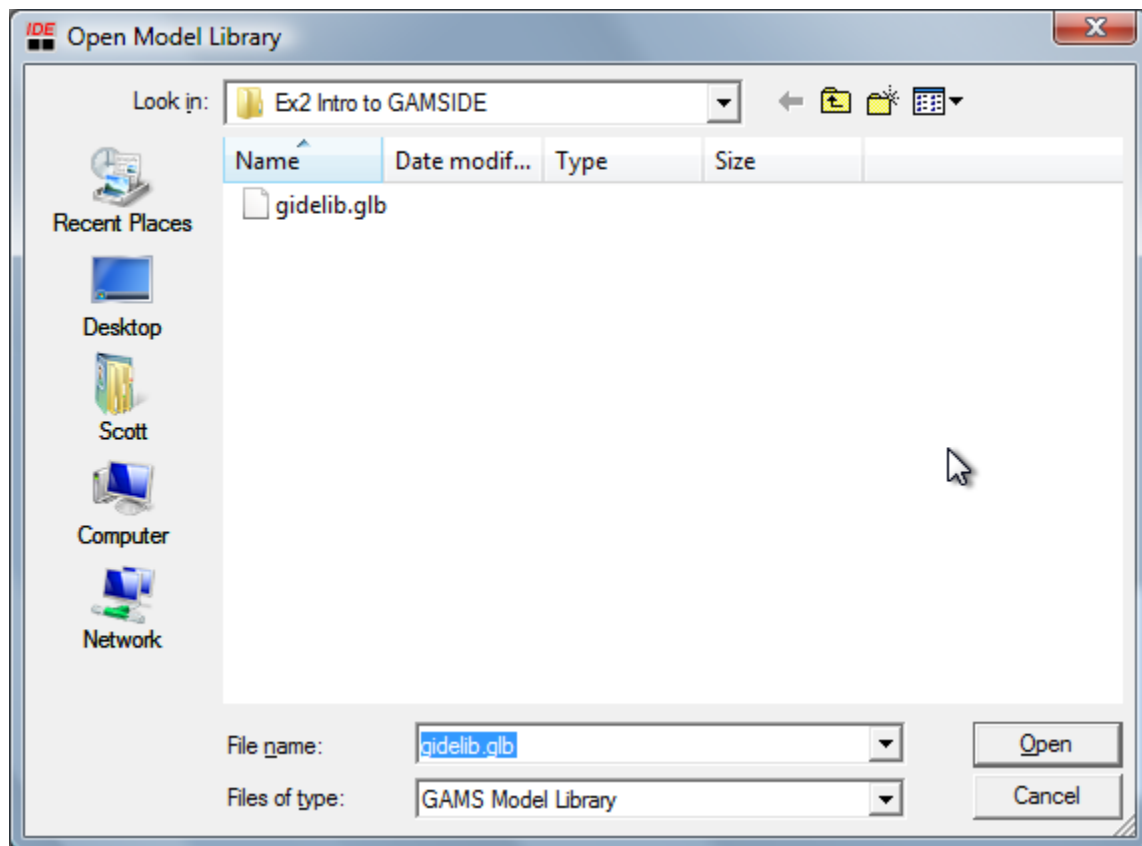 IDE Open Model Library
Look in: Ex2 Intro to GAMSIDE
Name Date modif... Type Size
gidelib.glb
Recent Places
Desktop
Scott
Computer
Network
File name: gidelib.glb Open
Files of type: GAMS Model Library Cancel